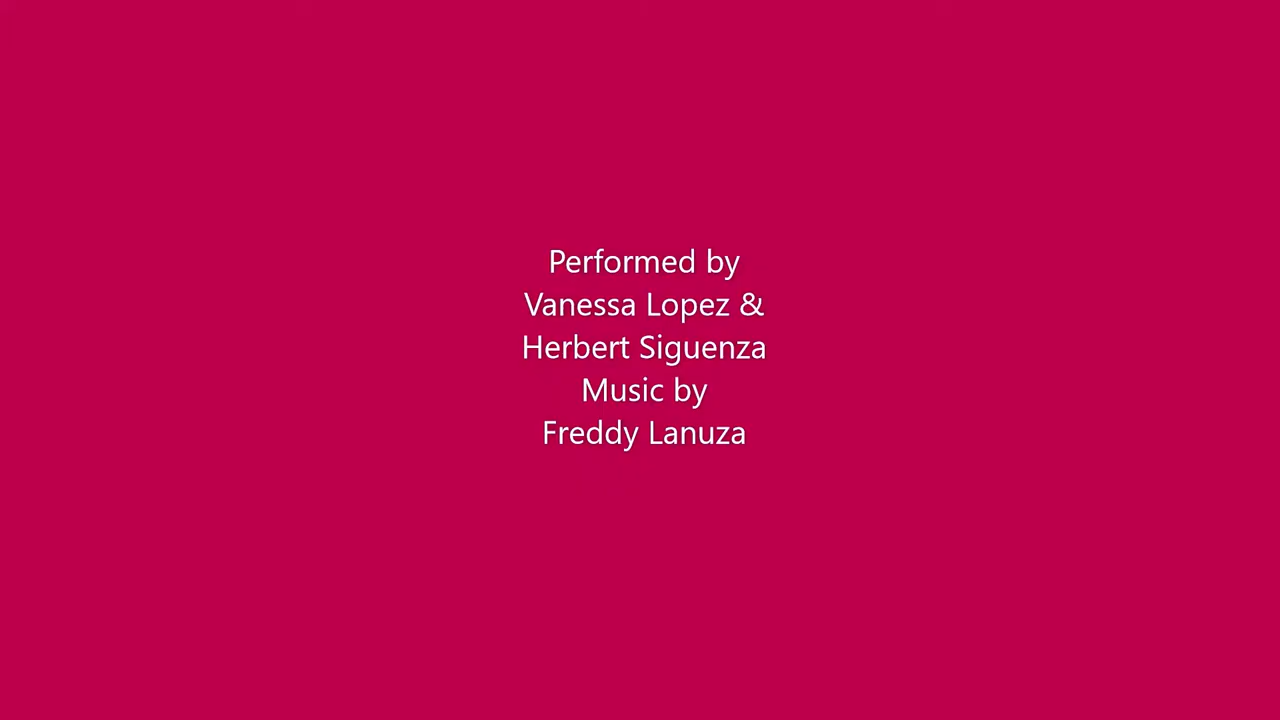 Performed by
Vanessa Lopez &
Herbert Siguenza
Music by
Freddy Lanuza